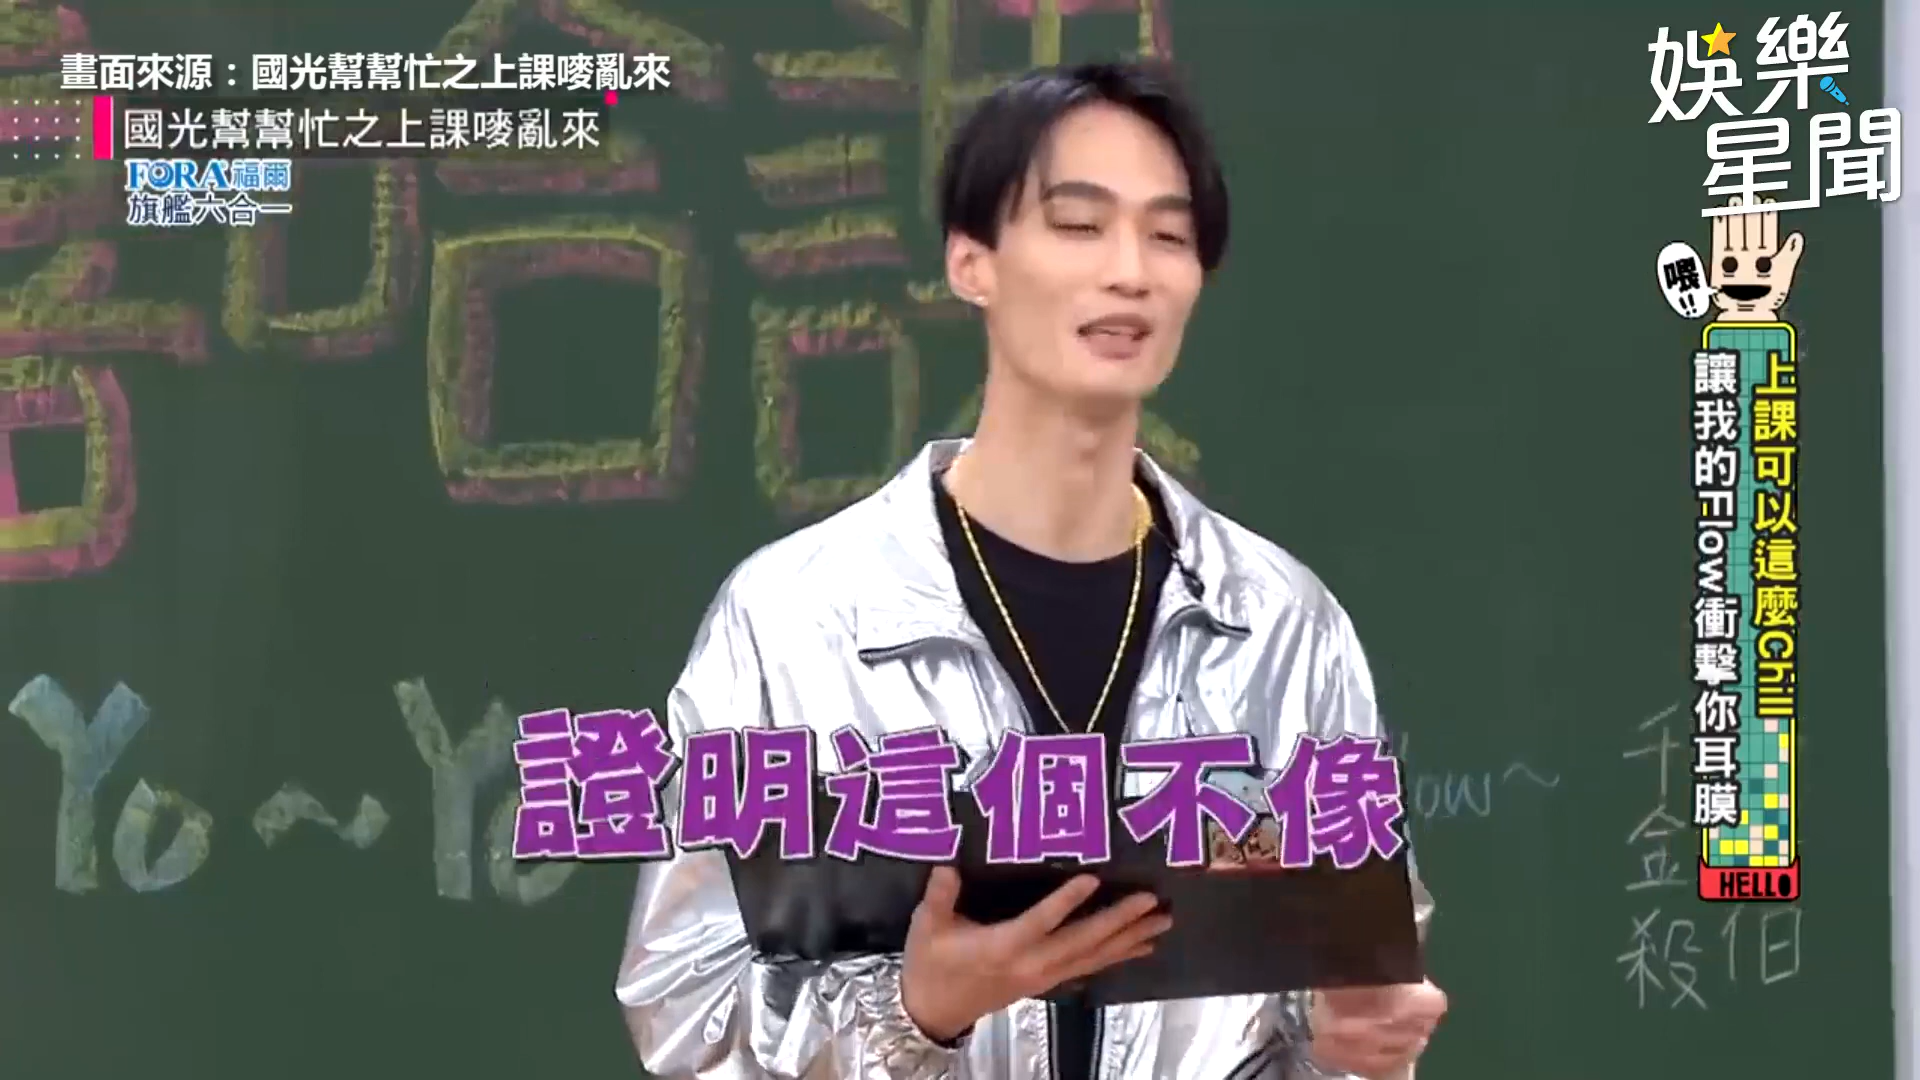 畫面來源：國光幫幫忙之上課嘜亂來
國光幫幫忙之上課嘜亂來
FORA福爾
旗艦六合一
娛樂
星聞
喂!!
上課可以這麼Chill
讓我的Flow衝擊你耳膜
HELLO
證明這個不像
Yo~Yo
low~
千金
殺
伯